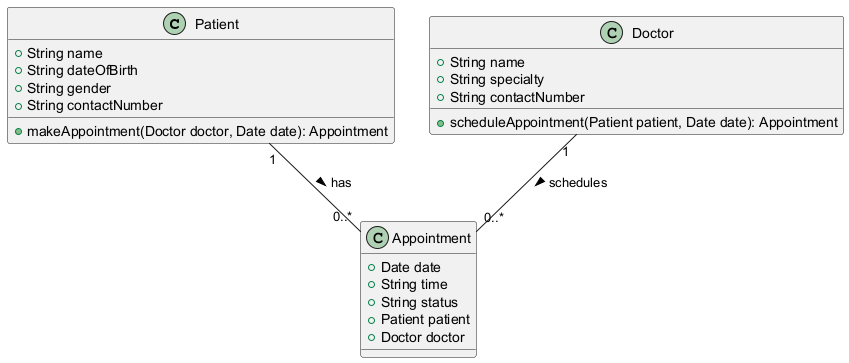 C Patient
String name
String dateOfBirth
String gender
String contactNumber
makeAppointment(Doctor doctor, Date date): Appointment
C Doctor
String name
String specialty
String contactNumber
scheduleAppointment(Patient patient, Date date): Appointment
1
has
0..*
1
schedules
0..*
C Appointment
Date date
String time
String status
Patient patient
Doctor doctor